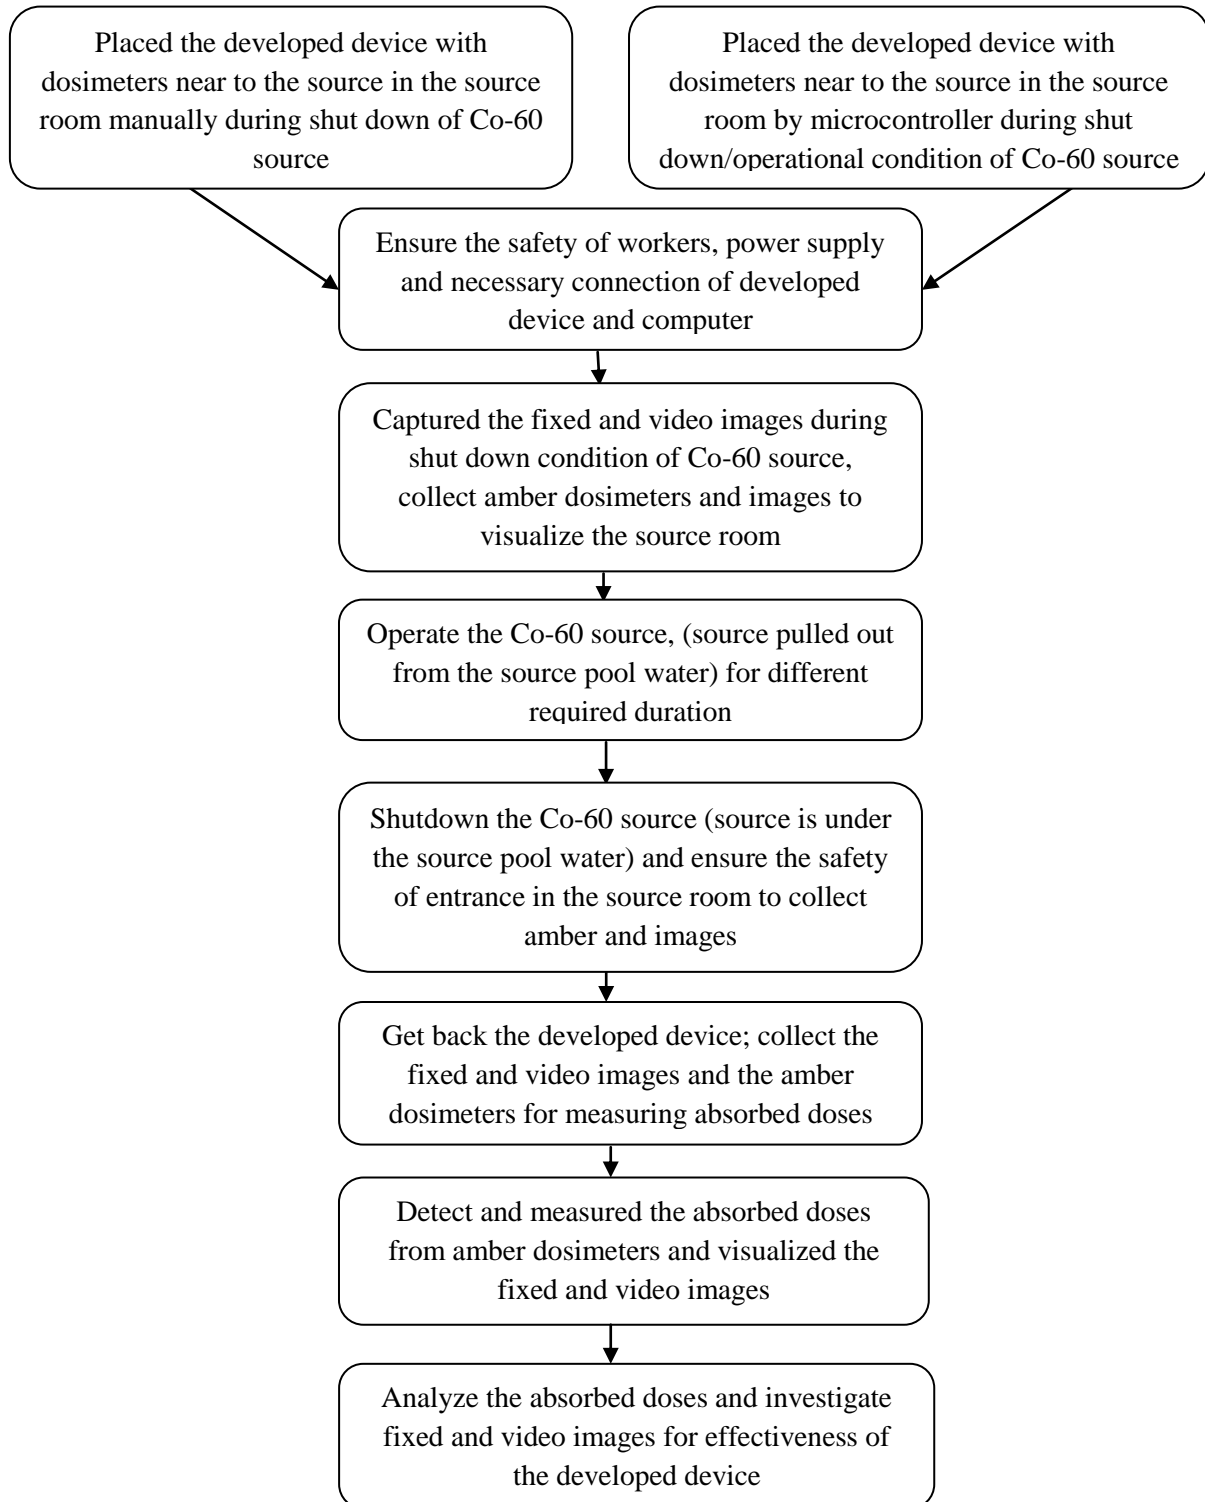 Placed the developed device with
dosimeters near to the source in the source
room manually during shut down of Co-60
source
Placed the developed device with
dosimeters near to the source in the source
room by microcontroller during shut
down/operational condition of Co-60 source
Ensure the safety of workers, power supply
and necessary connection of developed
device and computer
Captured the fixed and video images during
shut down condition of Co-60 source,
collect amber dosimeters and images to
visualize the source room
Operate the Co-60 source, (source pulled out
from the source pool water) for different
required duration
Shutdown the Co-60 source (source is under
the source pool water) and ensure the safety
of entrance in the source room to collect
amber and images
Get back the developed device; collect the
fixed and video images and the amber
dosimeters for measuring absorbed doses
Detect and measured the absorbed doses
from amber dosimeters and visualized the
fixed and video images
Analyze the absorbed doses and investigate
fixed and video images for effectiveness of
the developed device